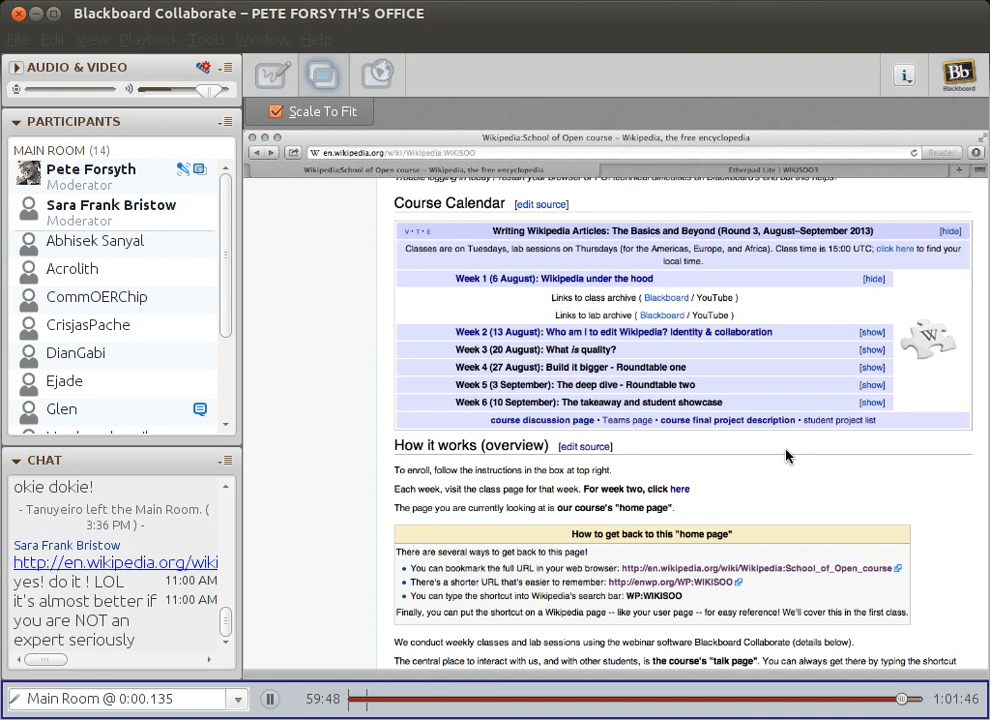 Blackboard Collaborate – PETE FORSYTH'S OFFICE
File Edit View Playback Tools Window Help
AUDIO & VIDEO
PARTICIPANTS
MAIN ROOM (14)
Pete Forsyth
Moderator
Sara Frank Bristow
Moderator
Abhisek Sanyal
Acrolith
CommOERChip
CrisjasPache
DianGabi
Ejade
Glen
CHAT
okie dokie!
- Tanuyeiro left the Main Room. (
3:36 PM ) -
Sara Frank Bristow
http://en.wikipedia.org/wiki
yes! do it ! LOL 11:00 AM
it's almost better if 11:00 AM
you are NOT an
expert seriously
Bb
Blackboard
Scale To Fit
Wikipedia:School of Open course – Wikipedia, the free encyclopedia
W en.wikipedia.org/wiki/Wikipedia:WIKISOO
Reader
Wikipedia:School of Open course – Wikipedia, the free encyclopedia
Etherpad Lite | WIKISOO3
Course Calendar [edit source]
V • T • E Writing Wikipedia Articles: The Basics and Beyond (Round 3, August–September 2013) [hide]
Classes are on Tuesdays, lab sessions on Thursdays (for the Americas, Europe, and Africa). Class time is 15:00 UTC; click here to find your
local time.
Week 1 (6 August): Wikipedia under the hood [hide]
Links to class archive ( Blackboard / YouTube )
Links to lab archive ( Blackboard / YouTube )
Week 2 (13 August): Who am I to edit Wikipedia? Identity & collaboration [show]
Week 3 (20 August): What is quality? [show]
Week 4 (27 August): Build it bigger - Roundtable one [show]
Week 5 (3 September): The deep dive - Roundtable two [show]
Week 6 (10 September): The takeaway and student showcase [show]
W
course discussion page • Teams page • course final project description • student project list
How it works (overview) [edit source]
To enroll, follow the instructions in the box at top right.
Each week, visit the class page for that week. For week two, click here
The page you are currently looking at is our course's "home page".
How to get back to this "home page"
There are several ways to get back to this page!
• You can bookmark the full URL in your web browser: http://en.wikipedia.org/wiki/Wikipedia:School_of_Open_course
• There's a shorter URL that's easier to remember: http://enwp.org/WP:WIKISOO
• You can type the shortcut into Wikipedia's search bar: WP:WIKISOO
Finally, you can put the shortcut on a Wikipedia page -- like your user page -- for easy reference! We'll cover this in the first class.
We conduct weekly classes and lab sessions using the webinar software Blackboard Collaborate (details below).
The central place to interact with us, and with other students, is the course's "talk page". You can always get there by typing the shortcut
Main Room @ 0:00.135
59:48
1:01:46